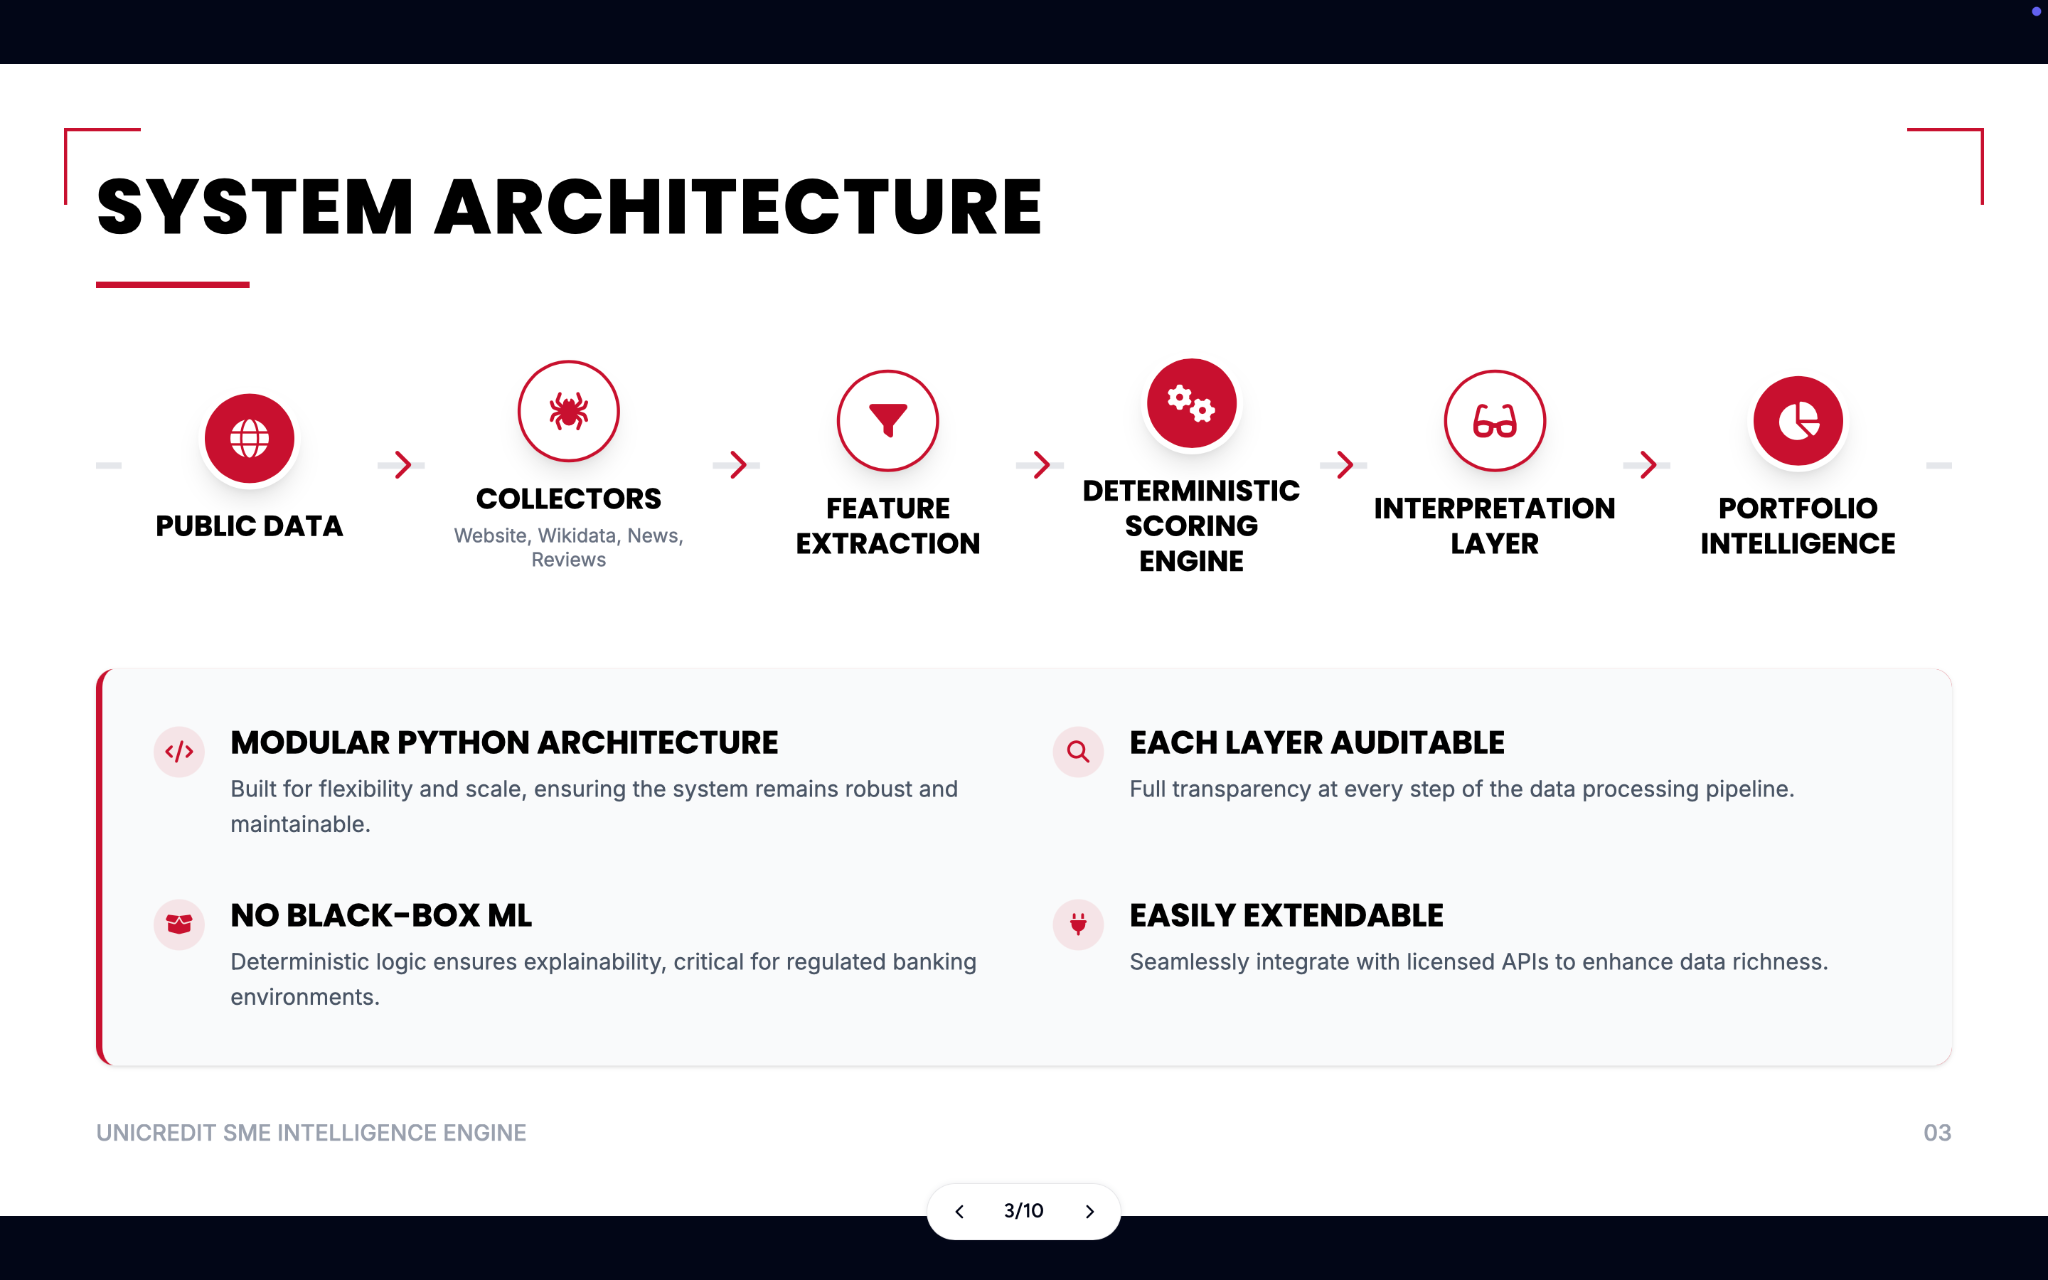 SYSTEM ARCHITECTURE
PUBLIC DATA
COLLECTORS
Website, Wikidata, News,
Reviews
FEATURE
EXTRACTION
DETERMINISTIC
SCORING
ENGINE
INTERPRETATION
LAYER
PORTFOLIO
INTELLIGENCE
MODULAR PYTHON ARCHITECTURE
Built for flexibility and scale, ensuring the system remains robust and
maintainable.
EACH LAYER AUDITABLE
Full transparency at every step of the data processing pipeline.
NO BLACK-BOX ML
Deterministic logic ensures explainability, critical for regulated banking
environments.
EASILY EXTENDABLE
Seamlessly integrate with licensed APIs to enhance data richness.
UNICREDIT SME INTELLIGENCE ENGINE
03
3/10